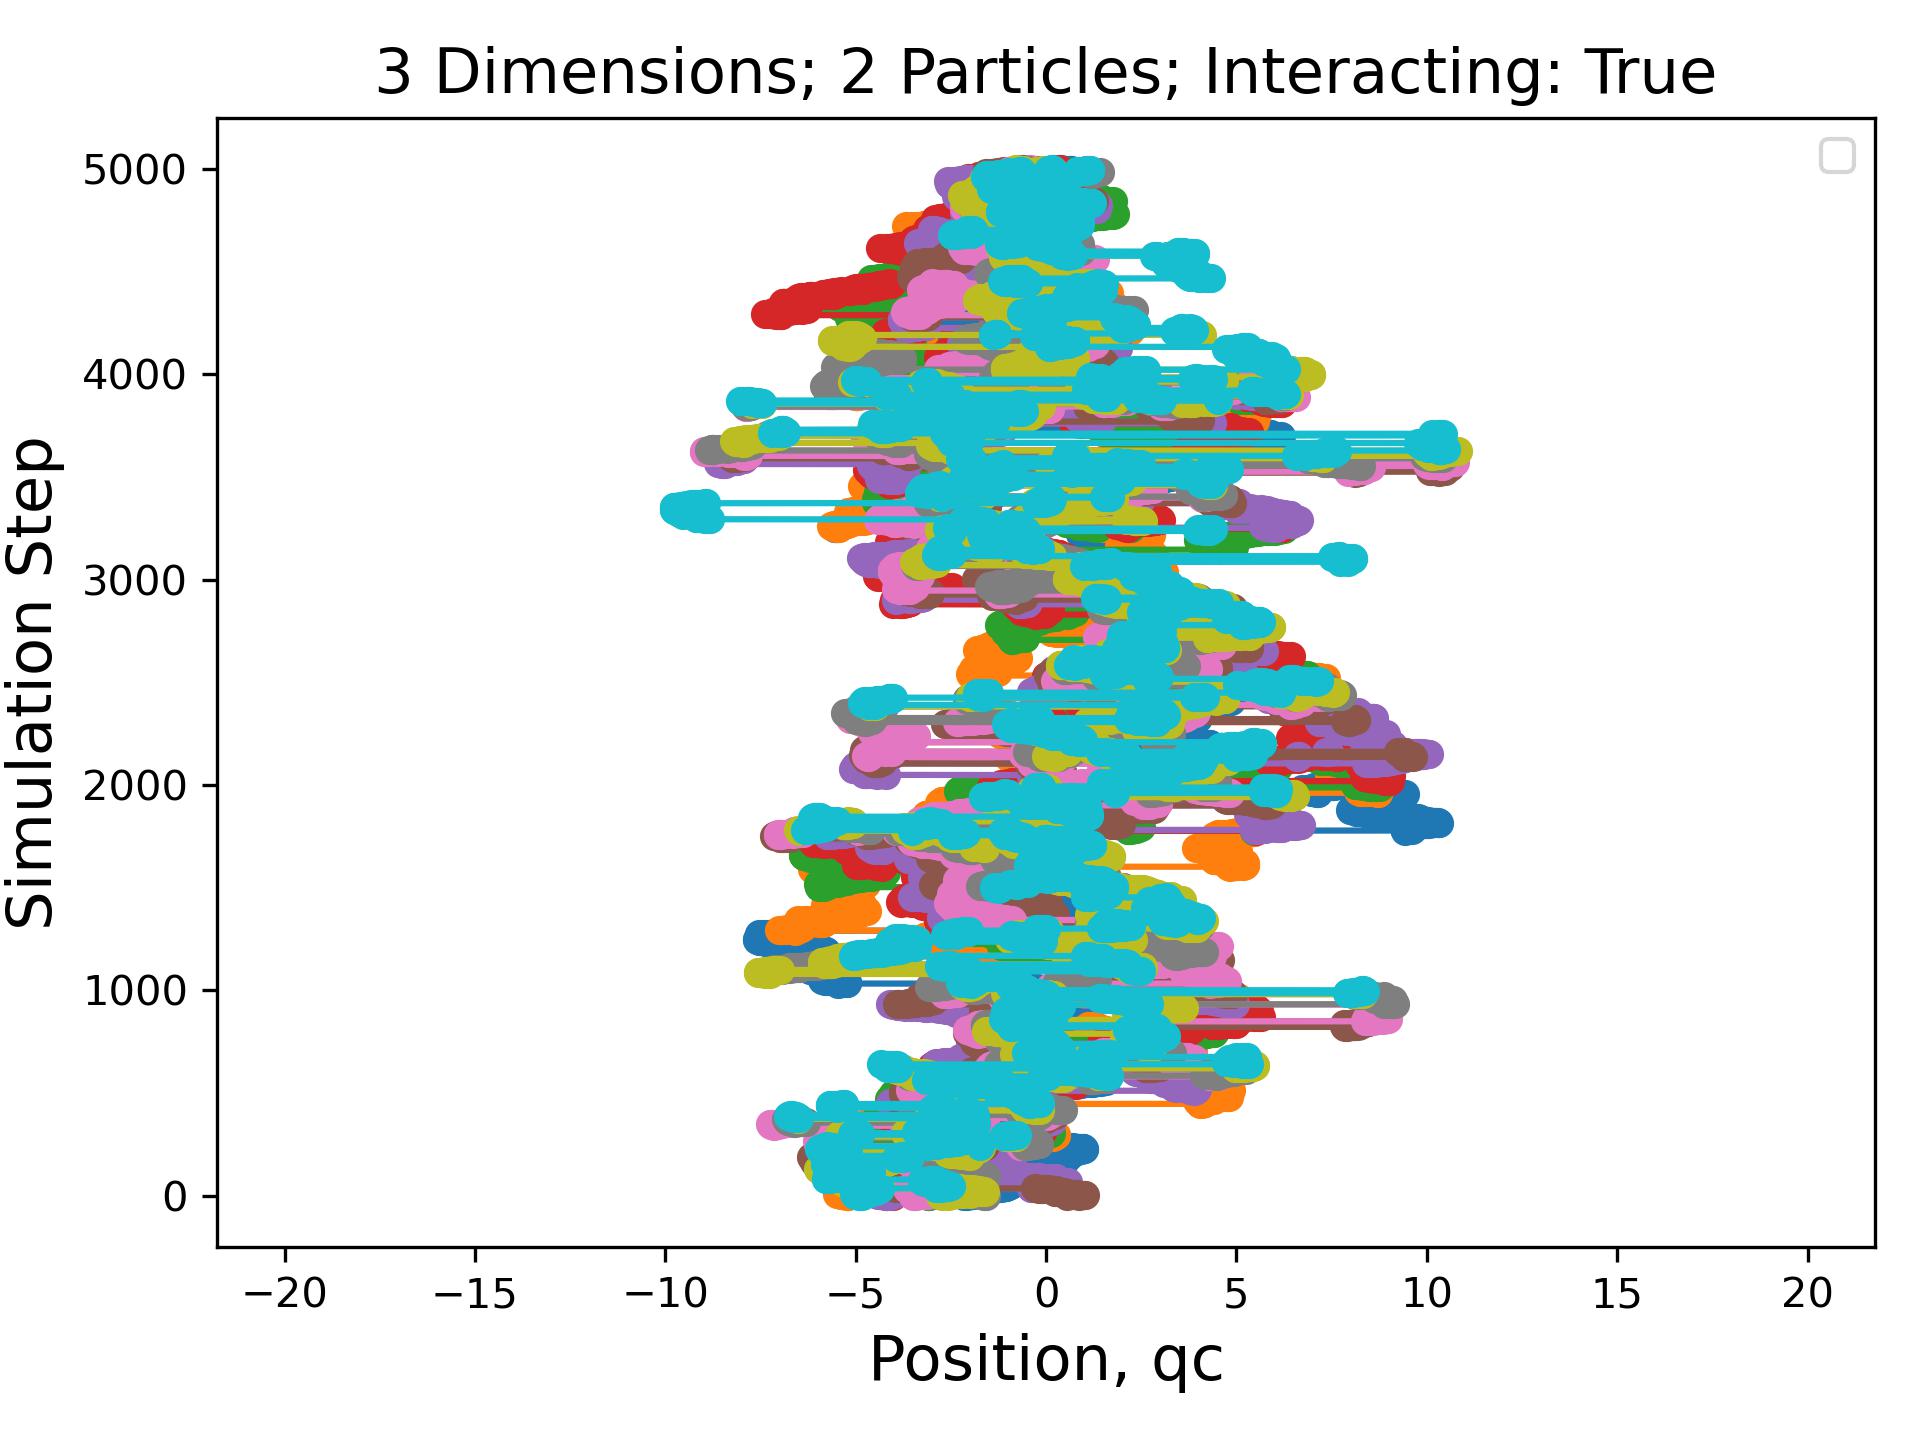 3 Dimensions; 2 Particles; Interacting: True
5000
4000
3000
2000
1000
0
Simulation Step
−20 −15 −10 −5 0 5 10 15 20
Position, qc